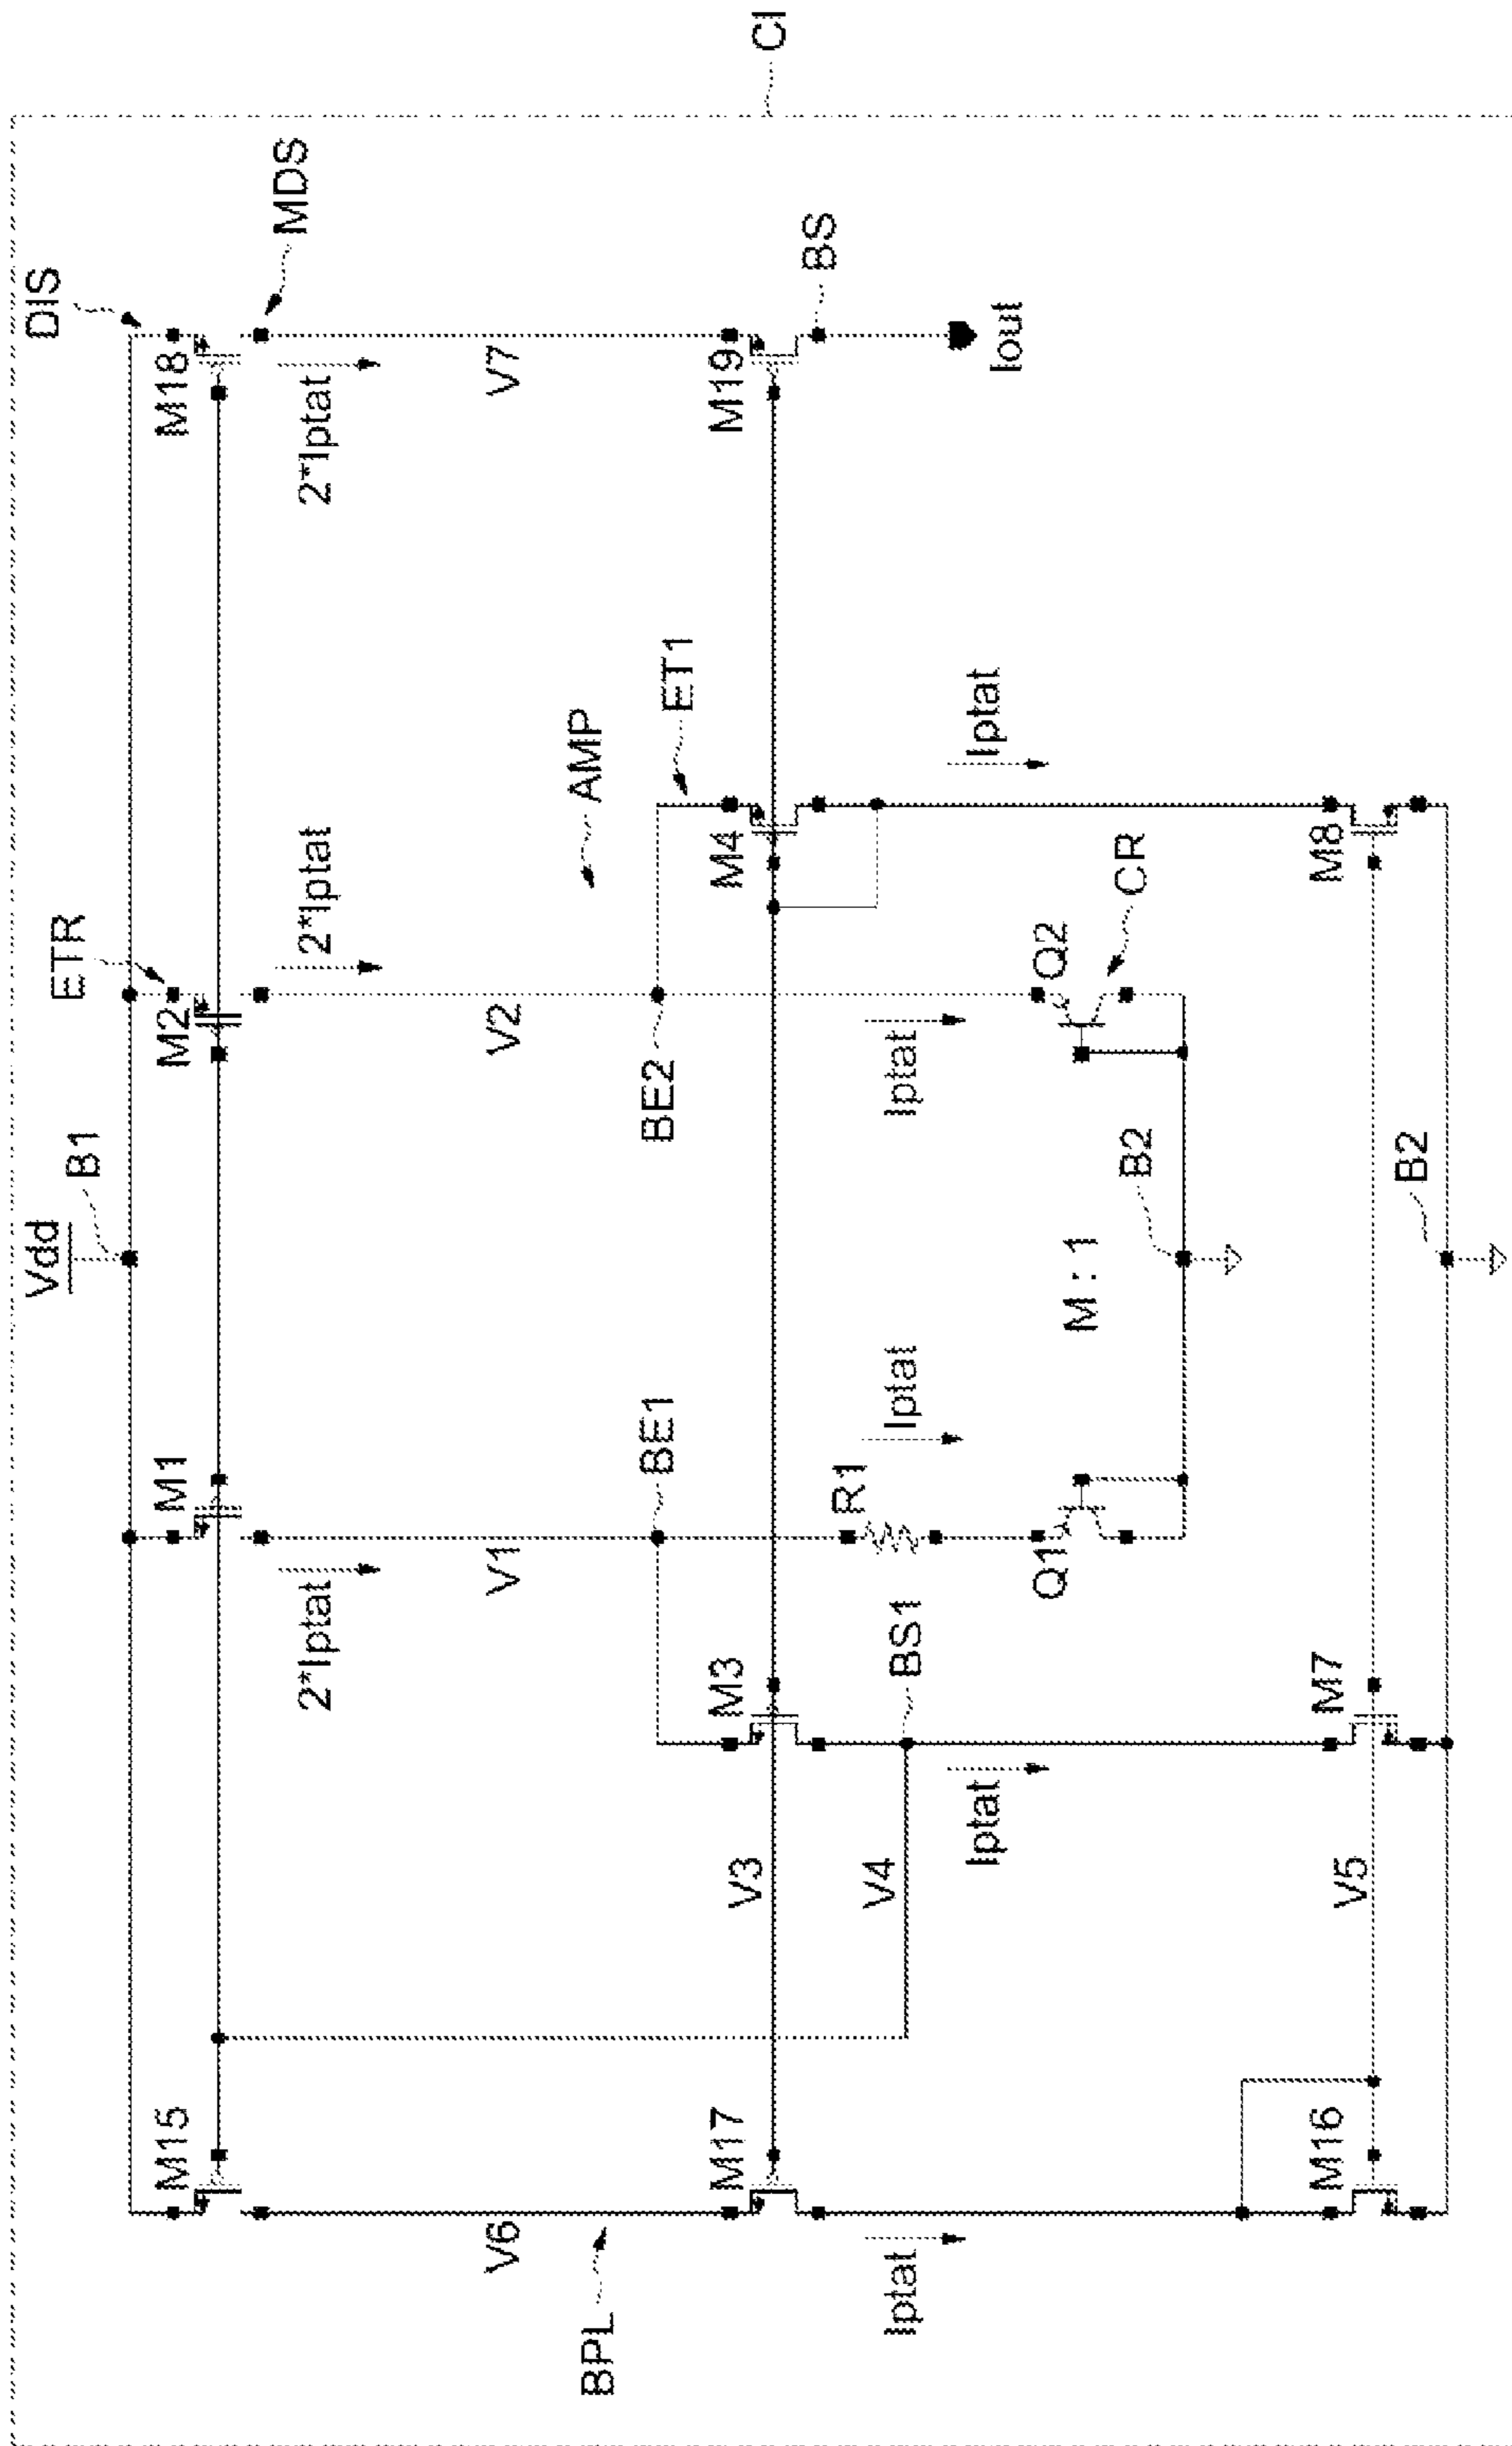 Vdd
DIS
B1
ETR
M15
M1
M2
M18
MDS
2*Iptat
2*Iptat
2*Iptat
V6
V1
V2
V7
BPL
AMP
BE1
BE2
ET1
M17
V3
M3
M4
M19
CI
BS
R1
V4
BS1
Iptat
Iptat
Iptat
Iptat
Iptat
Iout
Q1
M : 1
Q2
B2
CR
M16
V5
M7
M8
B2